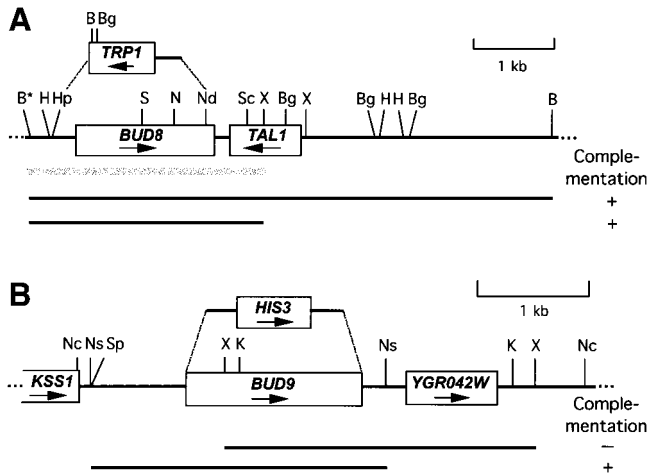 A
B Bg
TRP1
1 kb
B* H Hp S N Nd Sc X Bg X Bg H H Bg B
BUD8 TAL1
Comple-
mentation
+
+
B
HIS3
1 kb
Nc Ns Sp X K Ns K X Nc
KSS1 BUD9 YGR042W
Comple-
mentation
–
+